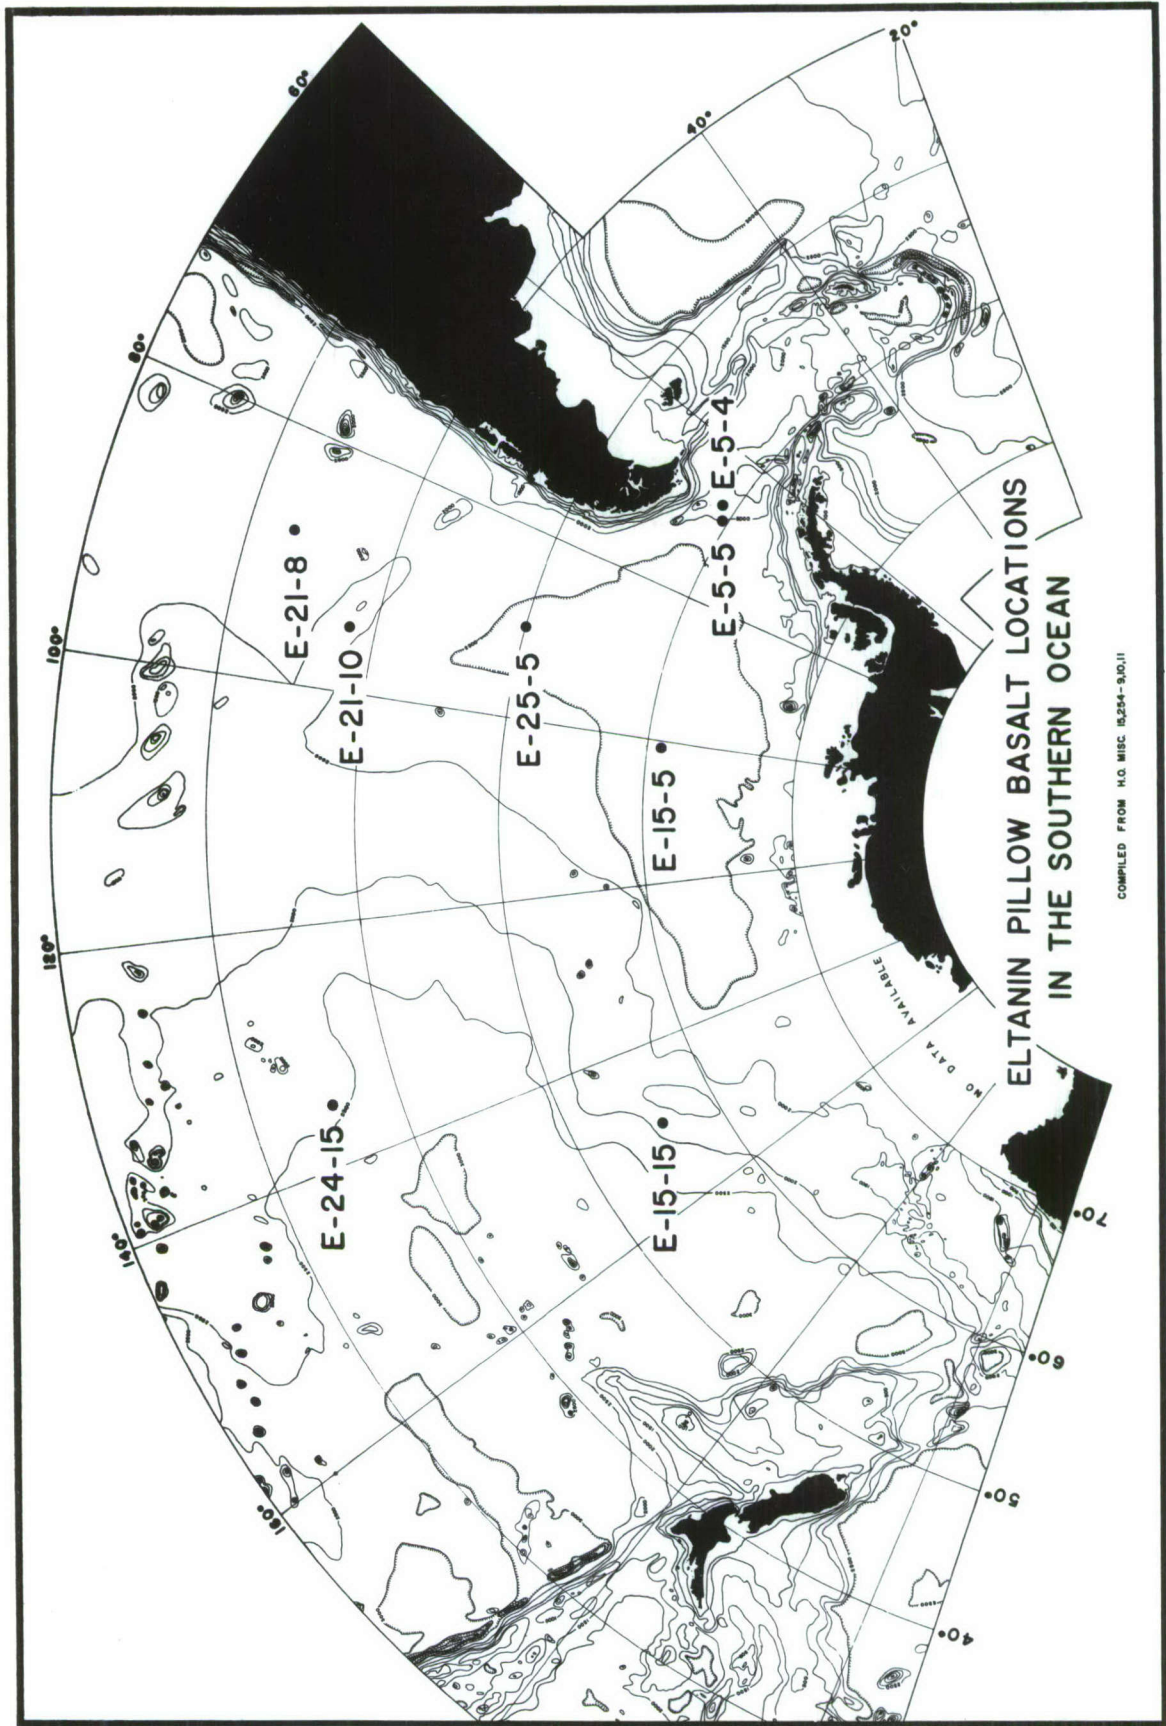 20°
40°
60°
80°
100°
120°
140°
160°
70°
60°
50°
40°
E-21-8
E-21-10
E-25-5
E-15-5
E-5-5
E-5-4
E-24-15
E-15-15
NO DATA
AVAILABLE
ELTANIN PILLOW BASALT LOCATIONS
IN THE SOUTHERN OCEAN
COMPILED FROM H.O. MISC. 15,254-9,10,11